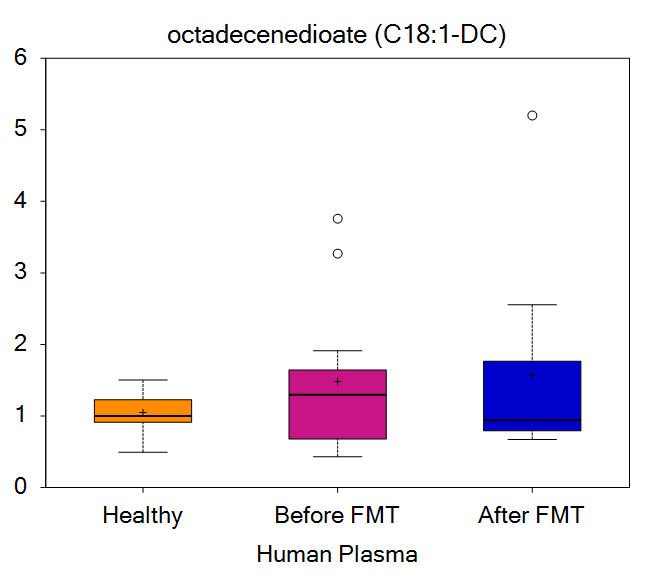 octadecenedioate (C18:1-DC)
6
5
4
3
2
1
0
Healthy Before FMT After FMT
Human Plasma